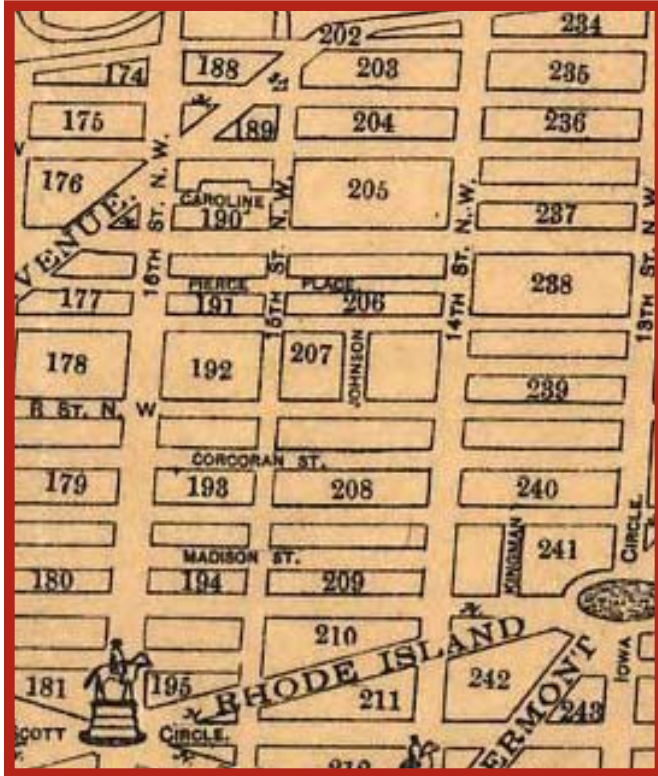 202
234
174
188
203
235
175
189
204
236
176
205
16TH ST. N. W.
15TH ST. N. W.
14TH ST. N. W.
13TH ST. N W
CAROLINE
190
237
VENUE.
177
PIERCE PLACE
191
206
238
178
192
207
JOHNSON
239
R ST. N. W
CORCORAN ST.
179
193
208
240
KINGMAN
241
CIRCLE.
IOWA
MADISON ST.
180
194
209
210
RHODE ISLAND
181
195
211
242
243
ERMONT
SCOTT CIRCLE.